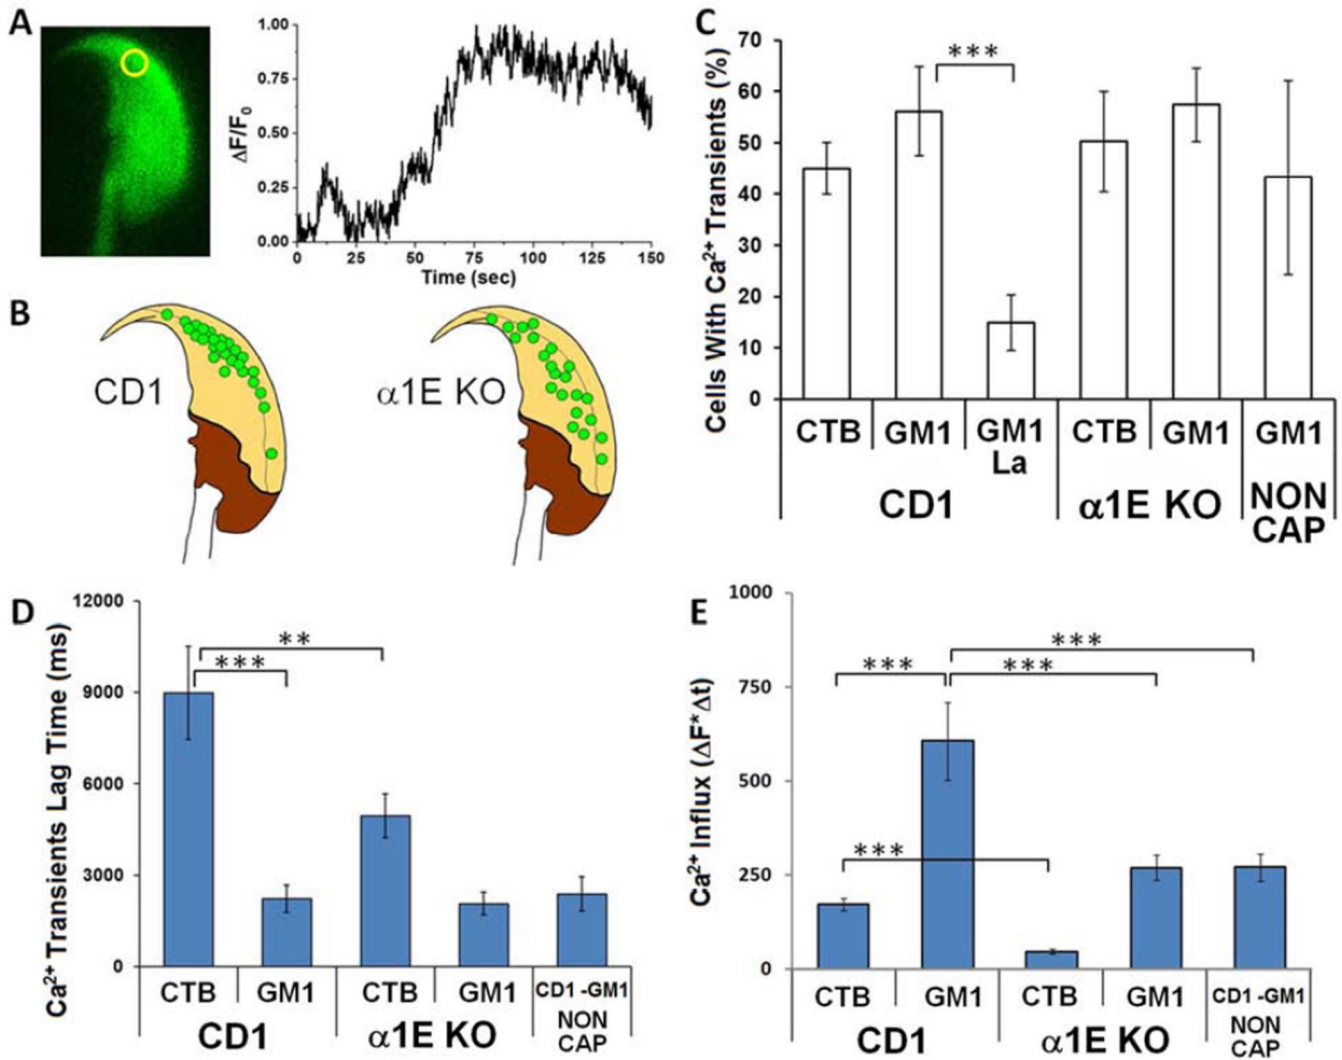 A
1.00
0.75
0.50
0.25
0.00
ΔF/F0
0 25 50 75 100 125 150
Time (sec)
B
CD1
α1E KO
C
Cells With Ca2+ Transients (%)
70
60
50
40
30
20
10
0
***
CTB GM1 GM1 La CTB GM1 GM1
CD1 α1E KO NON CAP
D
Ca2+ Transients Lag Time (ms)
12000
9000
6000
3000
0
**
***
CTB GM1 CTB GM1 CD1 -GM1
CD1 α1E KO NON CAP
E
Ca2+ Influx (ΔF*Δt)
1000
750
500
250
0
***
*** ***
***
CTB GM1 CTB GM1 CD1 -GM1
CD1 α1E KO NON CAP